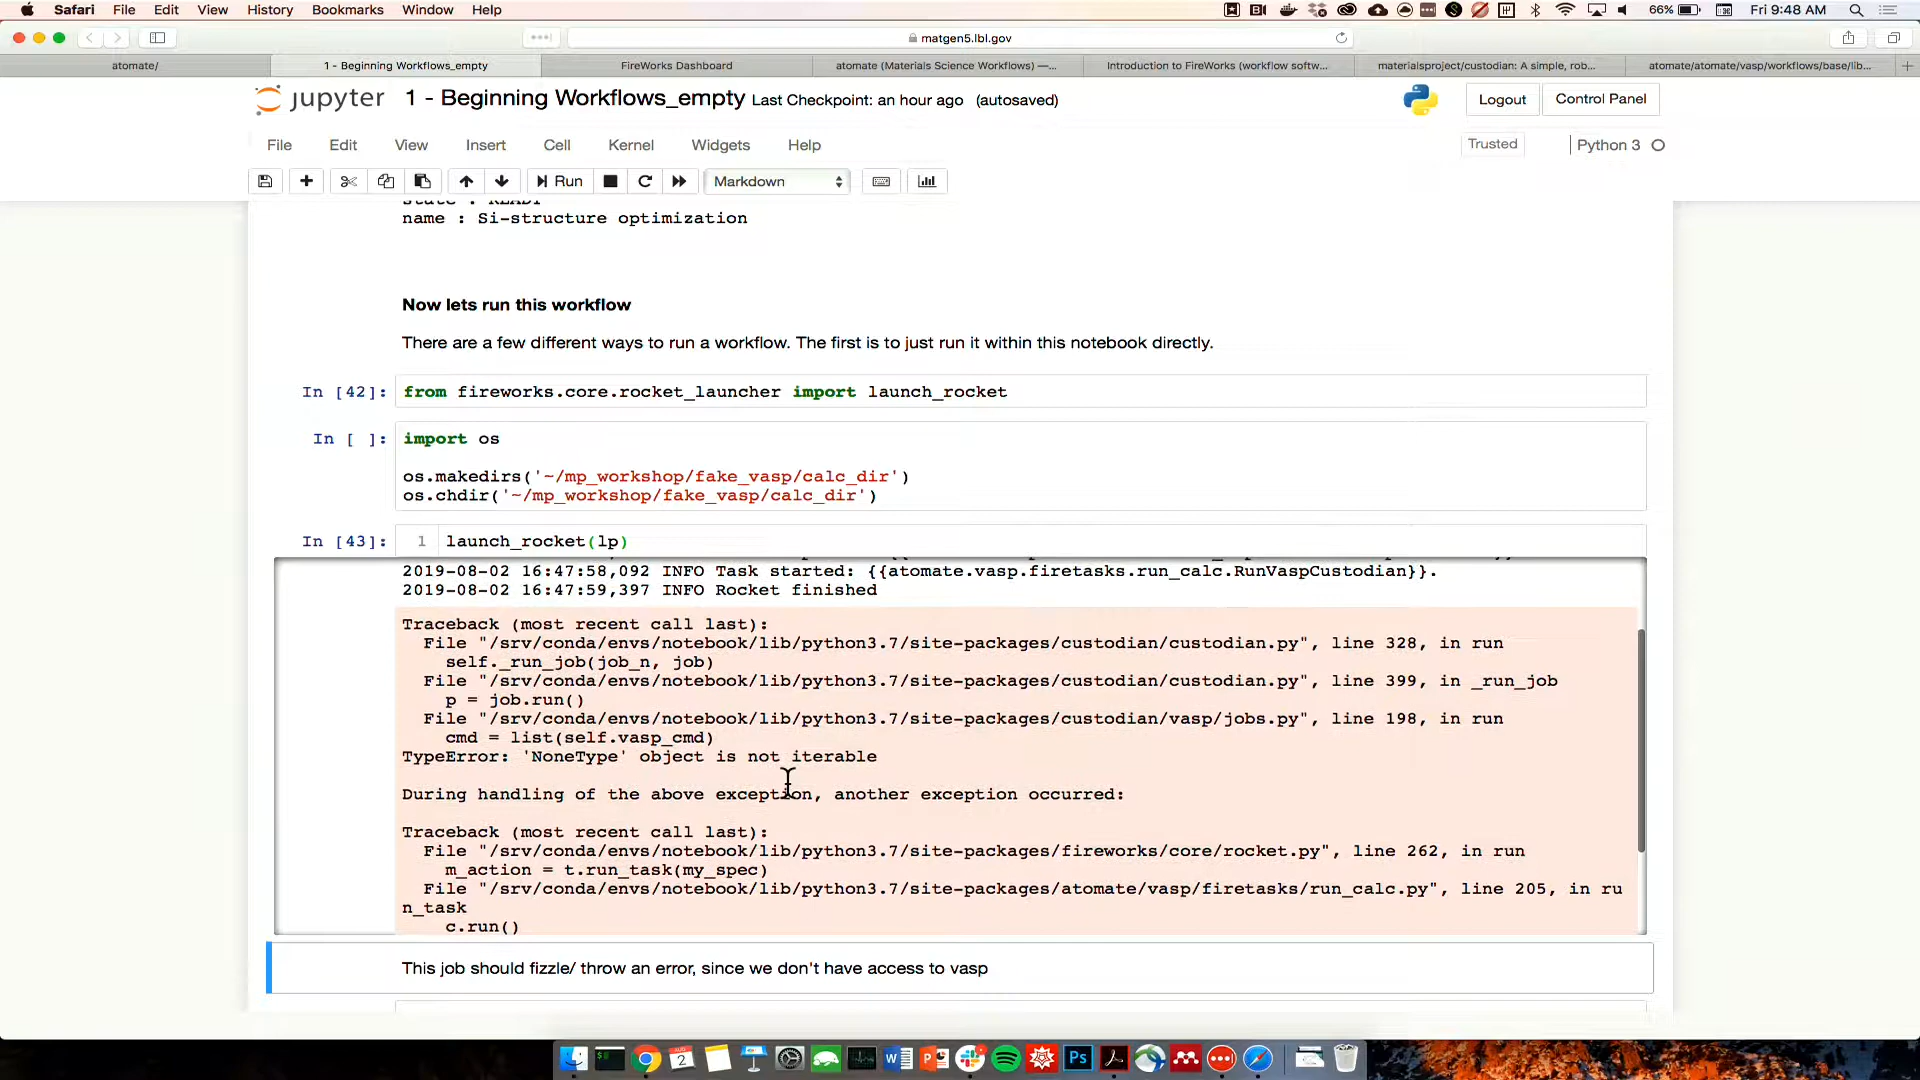 Safari File Edit View History Bookmarks Window Help 66% Fri 9:48 AM
matgen5.lbl.gov
atomate/ 1 - Beginning Workflows_empty FireWorks Dashboard atomate (Materials Science Workflows) —... Introduction to FireWorks (workflow softw... materialsproject/custodian: A simple, rob... atomate/atomate/vasp/workflows/base/lib...
jupyter 1 - Beginning Workflows_empty Last Checkpoint: an hour ago (autosaved) Logout Control Panel
File Edit View Insert Cell Kernel Widgets Help Trusted Python 3
Run Markdown
state : READY
name : Si-structure optimization
Now lets run this workflow
There are a few different ways to run a workflow. The first is to just run it within this notebook directly.
In [42]: from fireworks.core.rocket_launcher import launch_rocket
In [ ]: import os
os.makedirs('~/mp_workshop/fake_vasp/calc_dir')
os.chdir('~/mp_workshop/fake_vasp/calc_dir')
In [43]: 1 launch_rocket(lp)
2019-08-02 16:47:58,092 INFO Task started: {{atomate.vasp.firetasks.run_calc.RunVaspCustodian}}.
2019-08-02 16:47:59,397 INFO Rocket finished
Traceback (most recent call last):
File "/srv/conda/envs/notebook/lib/python3.7/site-packages/custodian/custodian.py", line 328, in run
self._run_job(job_n, job)
File "/srv/conda/envs/notebook/lib/python3.7/site-packages/custodian/custodian.py", line 399, in _run_job
p = job.run()
File "/srv/conda/envs/notebook/lib/python3.7/site-packages/custodian/vasp/jobs.py", line 198, in run
cmd = list(self.vasp_cmd)
TypeError: 'NoneType' object is not iterable
During handling of the above exception, another exception occurred:
Traceback (most recent call last):
File "/srv/conda/envs/notebook/lib/python3.7/site-packages/fireworks/core/rocket.py", line 262, in run
m_action = t.run_task(my_spec)
File "/srv/conda/envs/notebook/lib/python3.7/site-packages/atomate/vasp/firetasks/run_calc.py", line 205, in ru
n_task
c.run()
This job should fizzle/ throw an error, since we don't have access to vasp